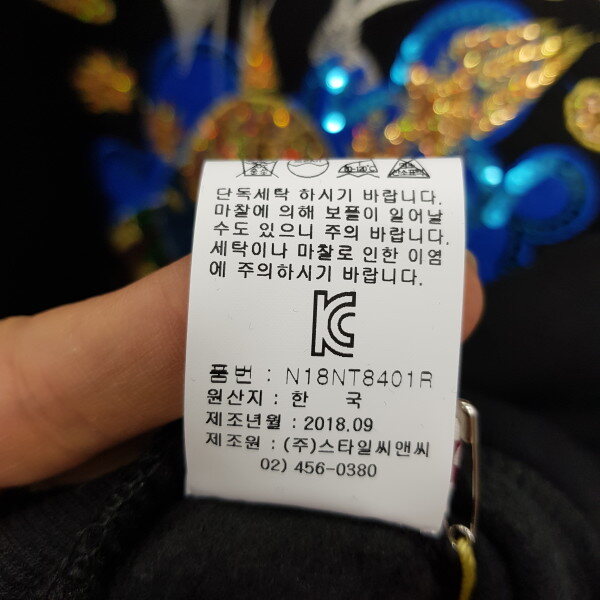 단독세탁 하시기 바랍니다.
마찰에 의해 보풀이 일어날
수도 있으니 주의 바랍니다.
세탁이나 마찰로 인한 이염
에 주의하시기 바랍니다.
KC
품번 : N18NT8401R
원산지 : 한 국
제조년월 : 2018.09
제조원 : (주)스타일씨앤씨
02) 456-0380